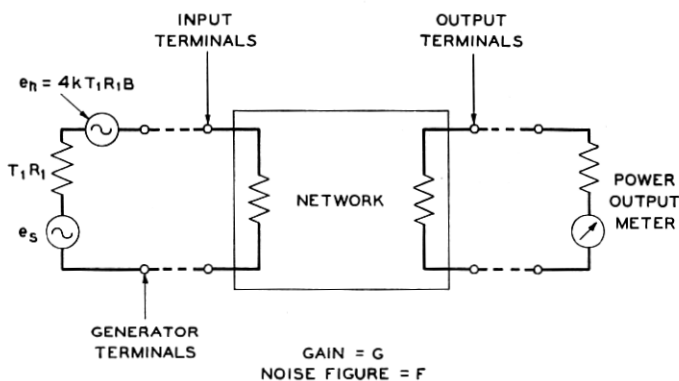 INPUT
TERMINALS
OUTPUT
TERMINALS
eₙ = 4kT₁R₁B
T₁R₁
eₛ
NETWORK
POWER
OUTPUT
METER
GENERATOR
TERMINALS
GAIN = G
NOISE FIGURE = F